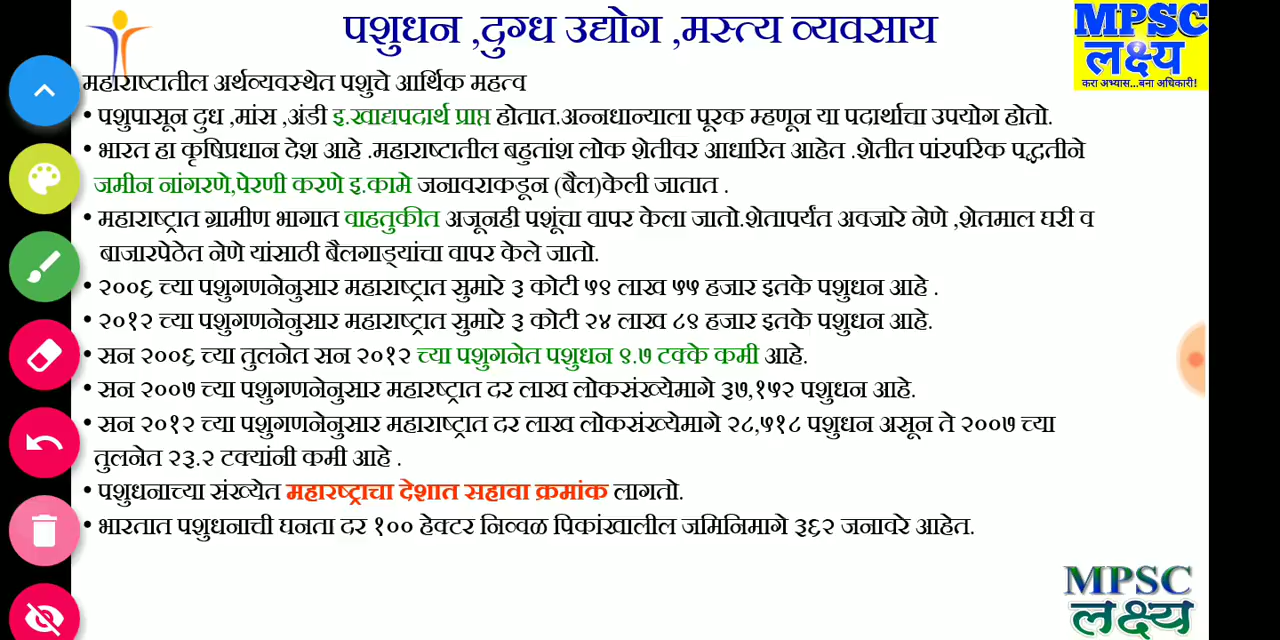 पशुधन ,दुग्ध उद्योग ,मस्त्य व्यवसाय
MPSC
लक्ष्य
करा अभ्यास...बना अधिकारी!
महाराष्टातील अर्थव्यवस्थेत पशुचे आर्थिक महत्व
• पशुपासून दुध ,मांस ,अंडी इ.खाद्यपदार्थ प्राप्त होतात.अन्नधान्याला पूरक म्हणून या पदार्थाचा उपयोग होतो.
• भारत हा कृषिप्रधान देश आहे .महाराष्टातील बहुतांश लोक शेतीवर आधारित आहेत .शेतीत पांरपरिक पद्धतीने
जमीन नांगरणे,पेरणी करणे इ.कामे जनावराकडून (बैल)केली जातात .
• महाराष्ट्रात ग्रामीण भागात वाहतुकीत अजूनही पशूंचा वापर केला जातो.शेतापर्यंत अवजारे नेणे ,शेतमाल घरी व
बाजारपेठेत नेणे यांसाठी बैलगाड्यांचा वापर केले जातो.
• २००६ च्या पशुगणनेनुसार महाराष्ट्रात सुमारे ३ कोटी ५९ लाख ५५ हजार इतके पशुधन आहे .
• २०१२ च्या पशुगणनेनुसार महाराष्ट्रात सुमारे ३ कोटी २४ लाख ८९ हजार इतके पशुधन आहे.
• सन २००६ च्या तुलनेत सन २०१२ च्या पशुगनेत पशुधन ९.७ टक्के कमी आहे.
• सन २००७ च्या पशुगणनेनुसार महारष्ट्रात दर लाख लोकसंख्येमागे ३७,१५२ पशुधन आहे.
• सन २०१२ च्या पशुगणनेनुसार महाराष्ट्रात दर लाख लोकसंख्येमागे २८,५१८ पशुधन असून ते २००७ च्या
तुलनेत २३.२ टक्यांनी कमी आहे .
• पशुधनाच्या संख्येत महारष्ट्राचा देशात सहावा क्रमांक लागतो.
• भारतात पशुधनाची घनता दर १०० हेक्टर निव्वळ पिकांखालील जमिनिमागे ३६२ जनावरे आहेत.
MPSC
लक्ष्य